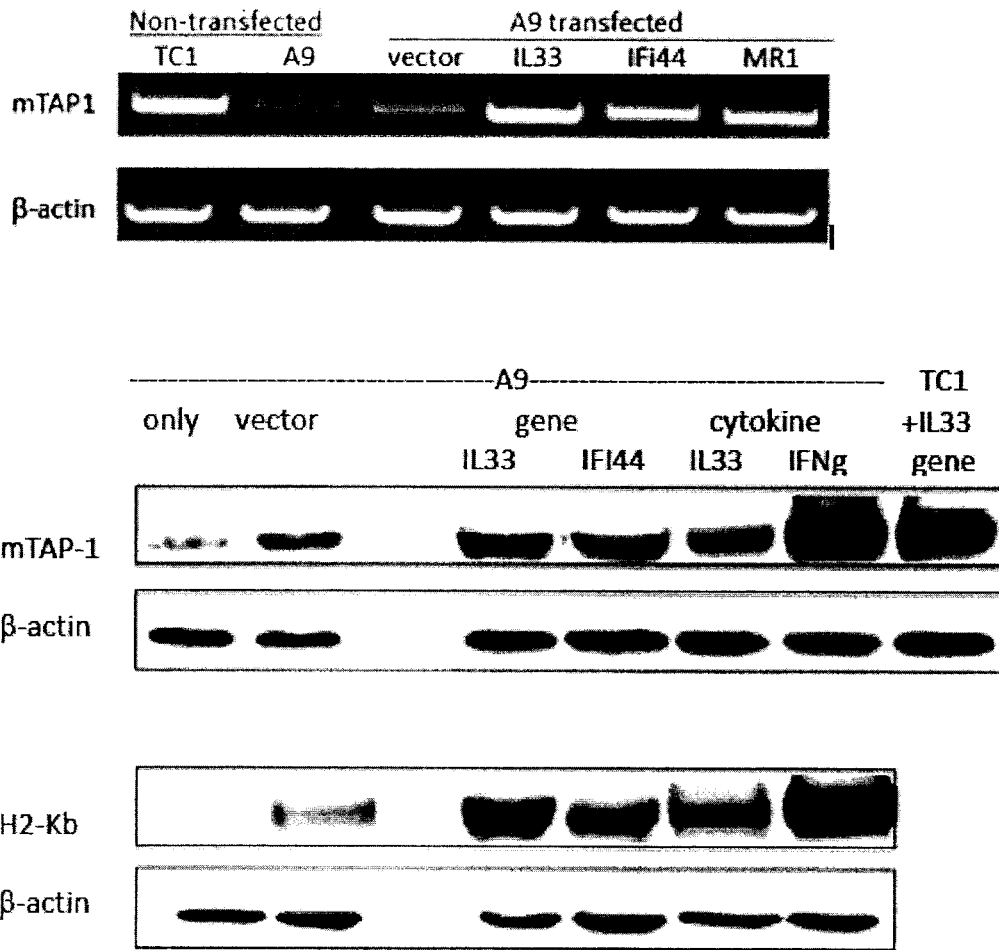 Non-transfected A9 transfected
TC1 A9 vector IL33 IFi44 MR1
mTAP1
β-actin
A9 TC1
only vector gene cytokine +IL33
IL33 IFI44 IL33 IFNg gene
mTAP-1
β-actin
H2-Kb
β-actin